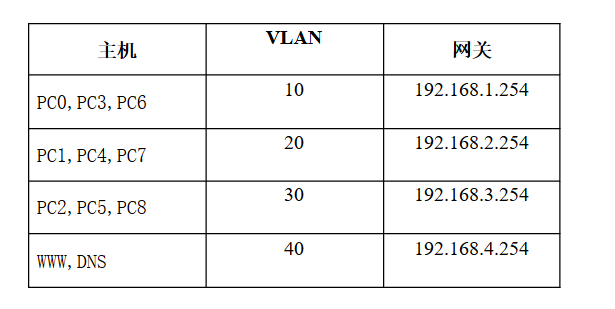 主机 VLAN 网关
PC0,PC3,PC6 10 192.168.1.254
PC1,PC4,PC7 20 192.168.2.254
PC2,PC5,PC8 30 192.168.3.254
WWW,DNS 40 192.168.4.254